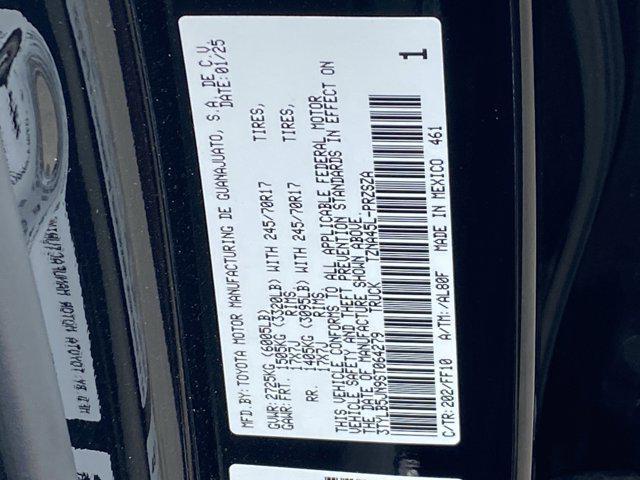 MFD.BY:TOYOTA MOTOR MANUFACTURING DE GUANAJUATO, S.A. DE C.V.
DATE:01/25
GVWR:2725KG(6005LB)
GAWR:FRT. 1505KG (3320LB) WITH 245/70R17 TIRES,
17X7J RIMS
RR. 1405KG (3095LB) WITH 245/70R17 TIRES,
17X7J RIMS
THIS VEHICLE CONFORMS TO ALL APPLICABLE FEDERAL MOTOR
VEHICLE SAFETY AND THEFT PREVENTION STANDARDS IN EFFECT ON
THE DATE OF MANUFACTURE SHOWN ABOVE.
3TYLB5JN9ST064279 TRUCK TZNA45L-PRZSZA
C/TR:202/FF10 A/TM:/AL80F MADE IN MEXICO 461
1